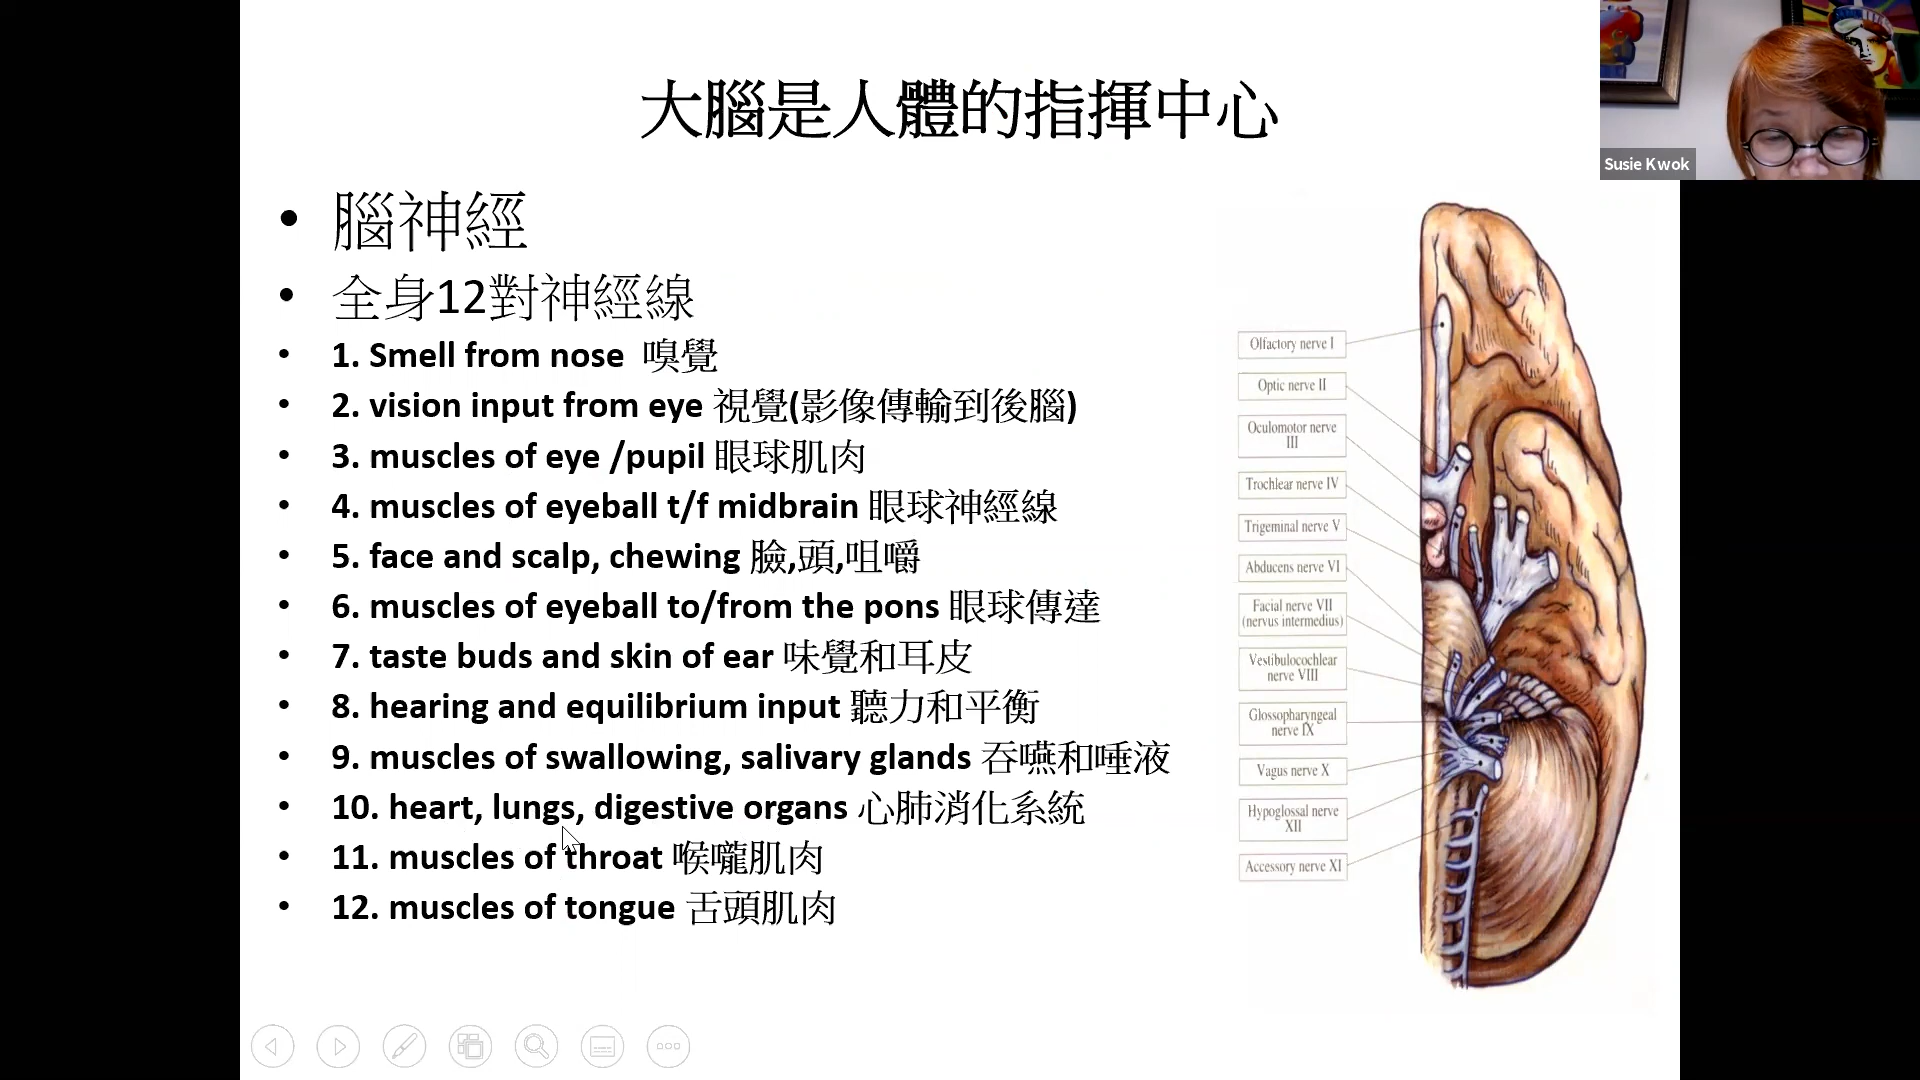 大腦是人體的指揮中心
Susie Kwok
• 腦神經
• 全身12對神經線
• 1. Smell from nose 嗅覺
• 2. vision input from eye 視覺(影像傳輸到後腦)
• 3. muscles of eye /pupil 眼球肌肉
• 4. muscles of eyeball t/f midbrain 眼球神經線
• 5. face and scalp, chewing 臉,頭,咀嚼
• 6. muscles of eyeball to/from the pons 眼球傳達
• 7. taste buds and skin of ear 味覺和耳皮
• 8. hearing and equilibrium input 聽力和平衡
• 9. muscles of swallowing, salivary glands 吞嚥和唾液
• 10. heart, lungs, digestive organs 心肺消化系統
• 11. muscles of throat 喉嚨肌肉
• 12. muscles of tongue 舌頭肌肉
Olfactory nerve I
Optic nerve II
Oculomotor nerve
III
Trochlear nerve IV
Trigeminal nerve V
Abducens nerve VI
Facial nerve VII
(nervus intermedius)
Vestibulocochlear
nerve VIII
Glossopharyngeal
nerve IX
Vagus nerve X
Hypoglossal nerve
XII
Accessory nerve XI